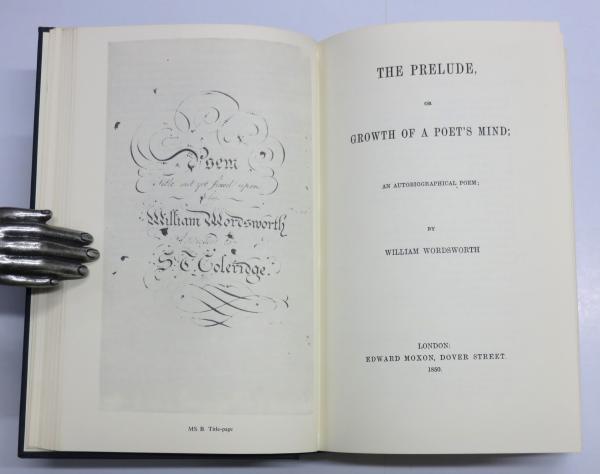 Poem
Title not yet fixed upon
by
William Wordsworth
Addressed to
S. T. Coleridge.
MS. B. Title-page
THE PRELUDE,
OR
GROWTH OF A POET'S MIND;
AN AUTOBIOGRAPHICAL POEM;
BY
WILLIAM WORDSWORTH
LONDON:
EDWARD MOXON, DOVER STREET.
1850.